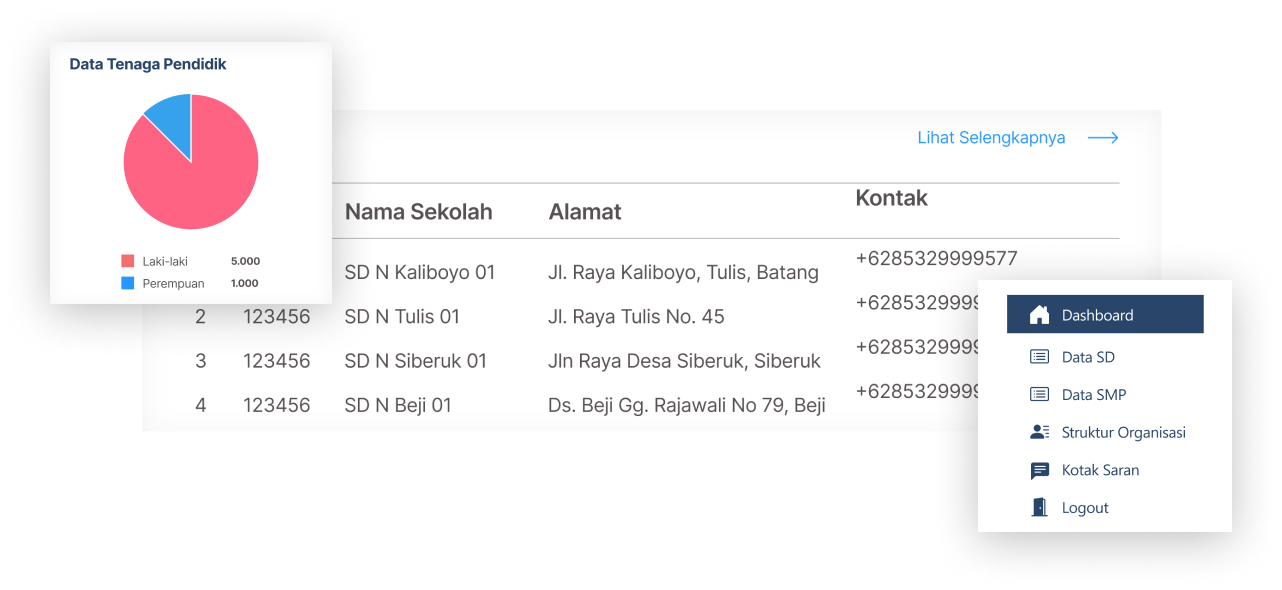 Data Tenaga Pendidik
Laki-laki 5.000
Perempuan 1.000
Lihat Selengkapnya
Nama Sekolah Alamat Kontak
SD N Kaliboyo 01 Jl. Raya Kaliboyo, Tulis, Batang +6285329999577
2 123456 SD N Tulis 01 Jl. Raya Tulis No. 45 +6285329999
3 123456 SD N Siberuk 01 Jln Raya Desa Siberuk, Siberuk +6285329999
4 123456 SD N Beji 01 Ds. Beji Gg. Rajawali No 79, Beji +6285329999
Dashboard
Data SD
Data SMP
Struktur Organisasi
Kotak Saran
Logout